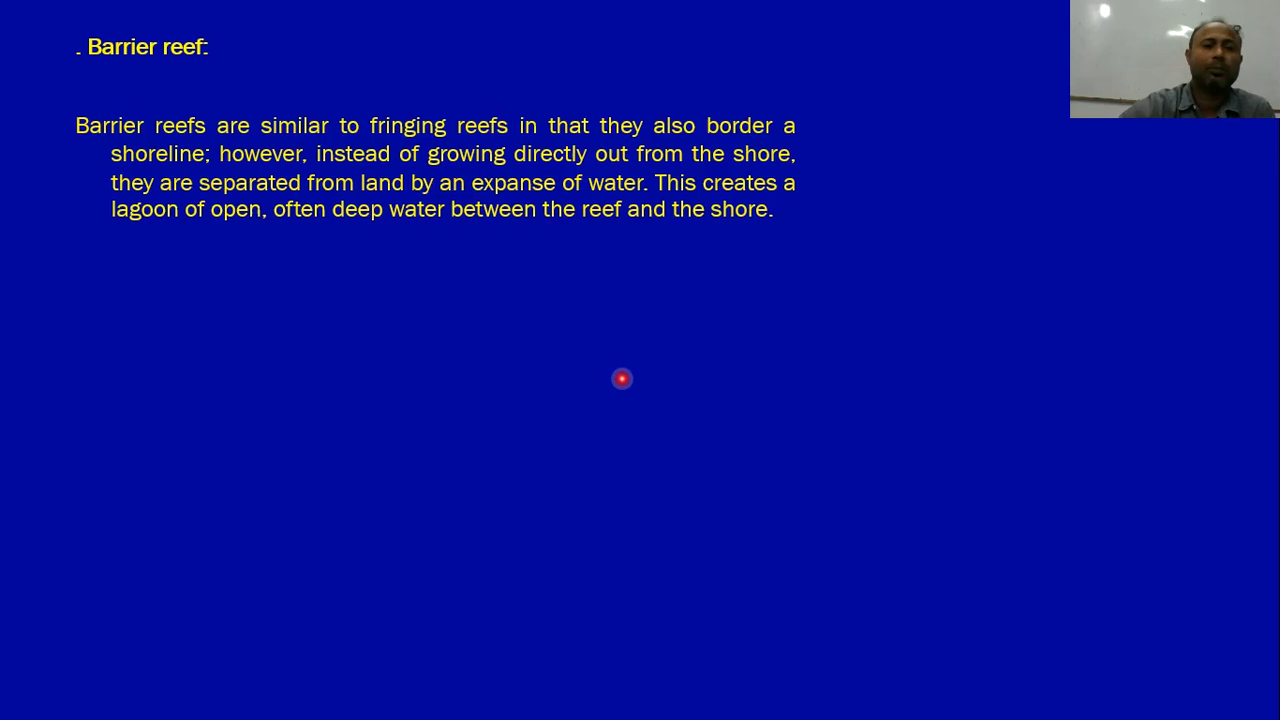 . Barrier reef:
Barrier reefs are similar to fringing reefs in that they also border a
shoreline; however, instead of growing directly out from the shore,
they are separated from land by an expanse of water. This creates a
lagoon of open, often deep water between the reef and the shore.